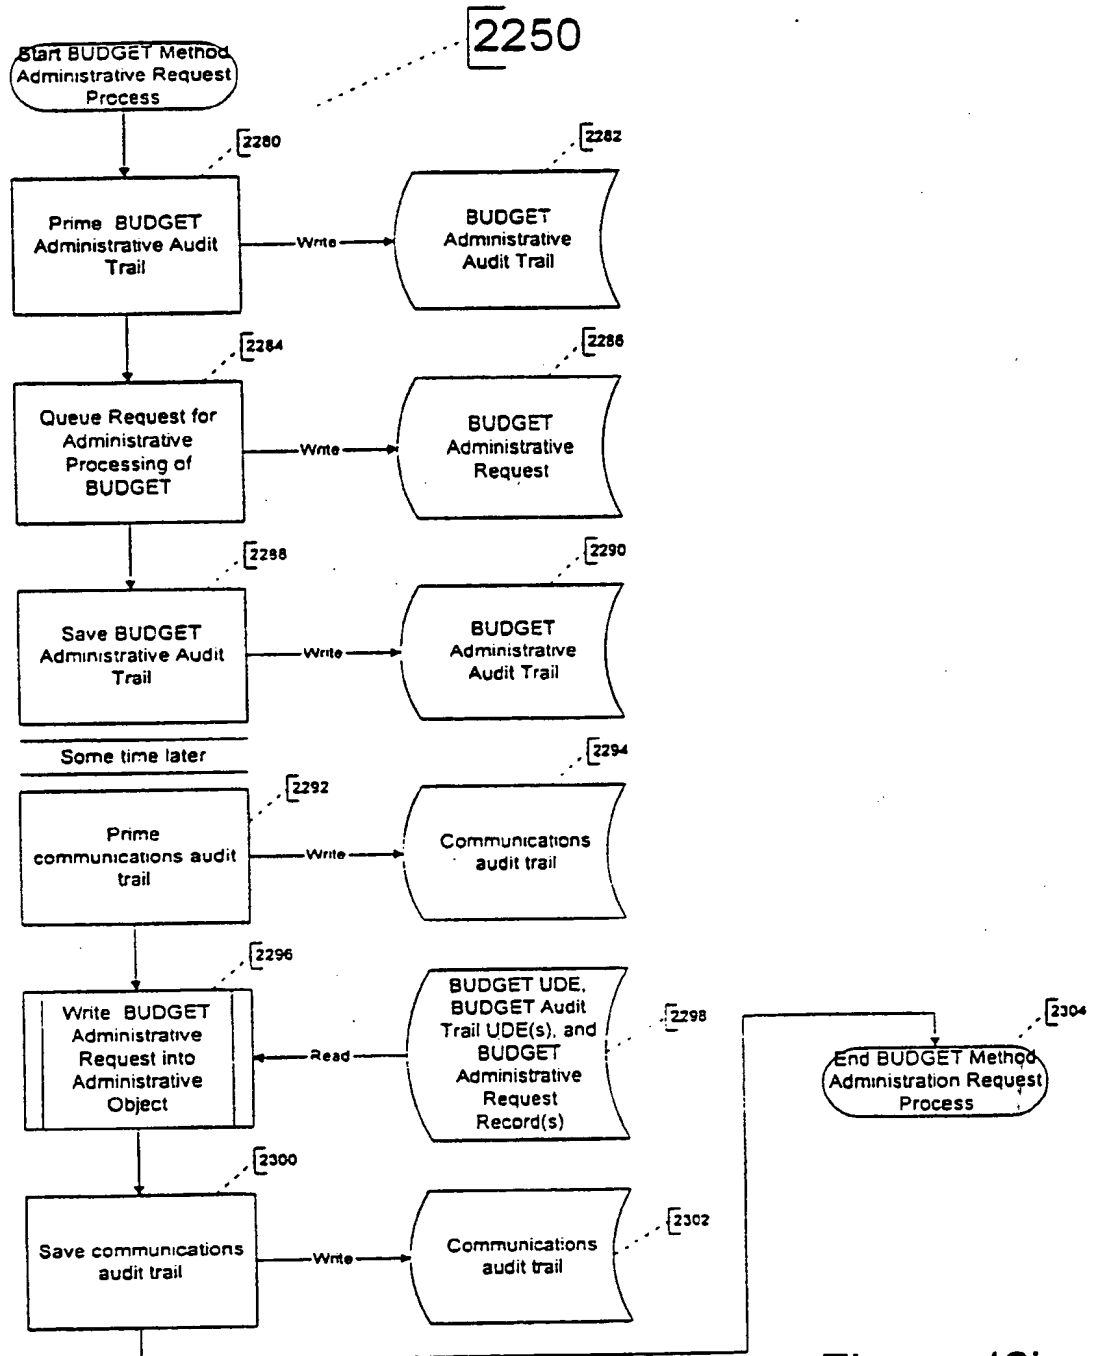 2250
Start BUDGET Method
Administrative Request
Process
2280
2282
Prime BUDGET
Administrative Audit
Trail
Write
BUDGET
Administrative
Audit Trail
2284
2286
Queue Request for
Administrative
Processing of
BUDGET
Write
BUDGET
Administrative
Request
2288
2290
Save BUDGET
Administrative Audit
Trail
Write
BUDGET
Administrative
Audit Trail
Some time later
2292
2294
Prime
communications audit
trail
Write
Communications
audit trail
2296
2298
Write BUDGET
Administrative
Request into
Administrative
Object
Read
BUDGET UDE,
BUDGET Audit
Trail UDE(s), and
BUDGET
Administrative
Request
Record(s)
2304
End BUDGET Method
Administration Request
Process
2300
2302
Save communications
audit trail
Write
Communications
audit trail